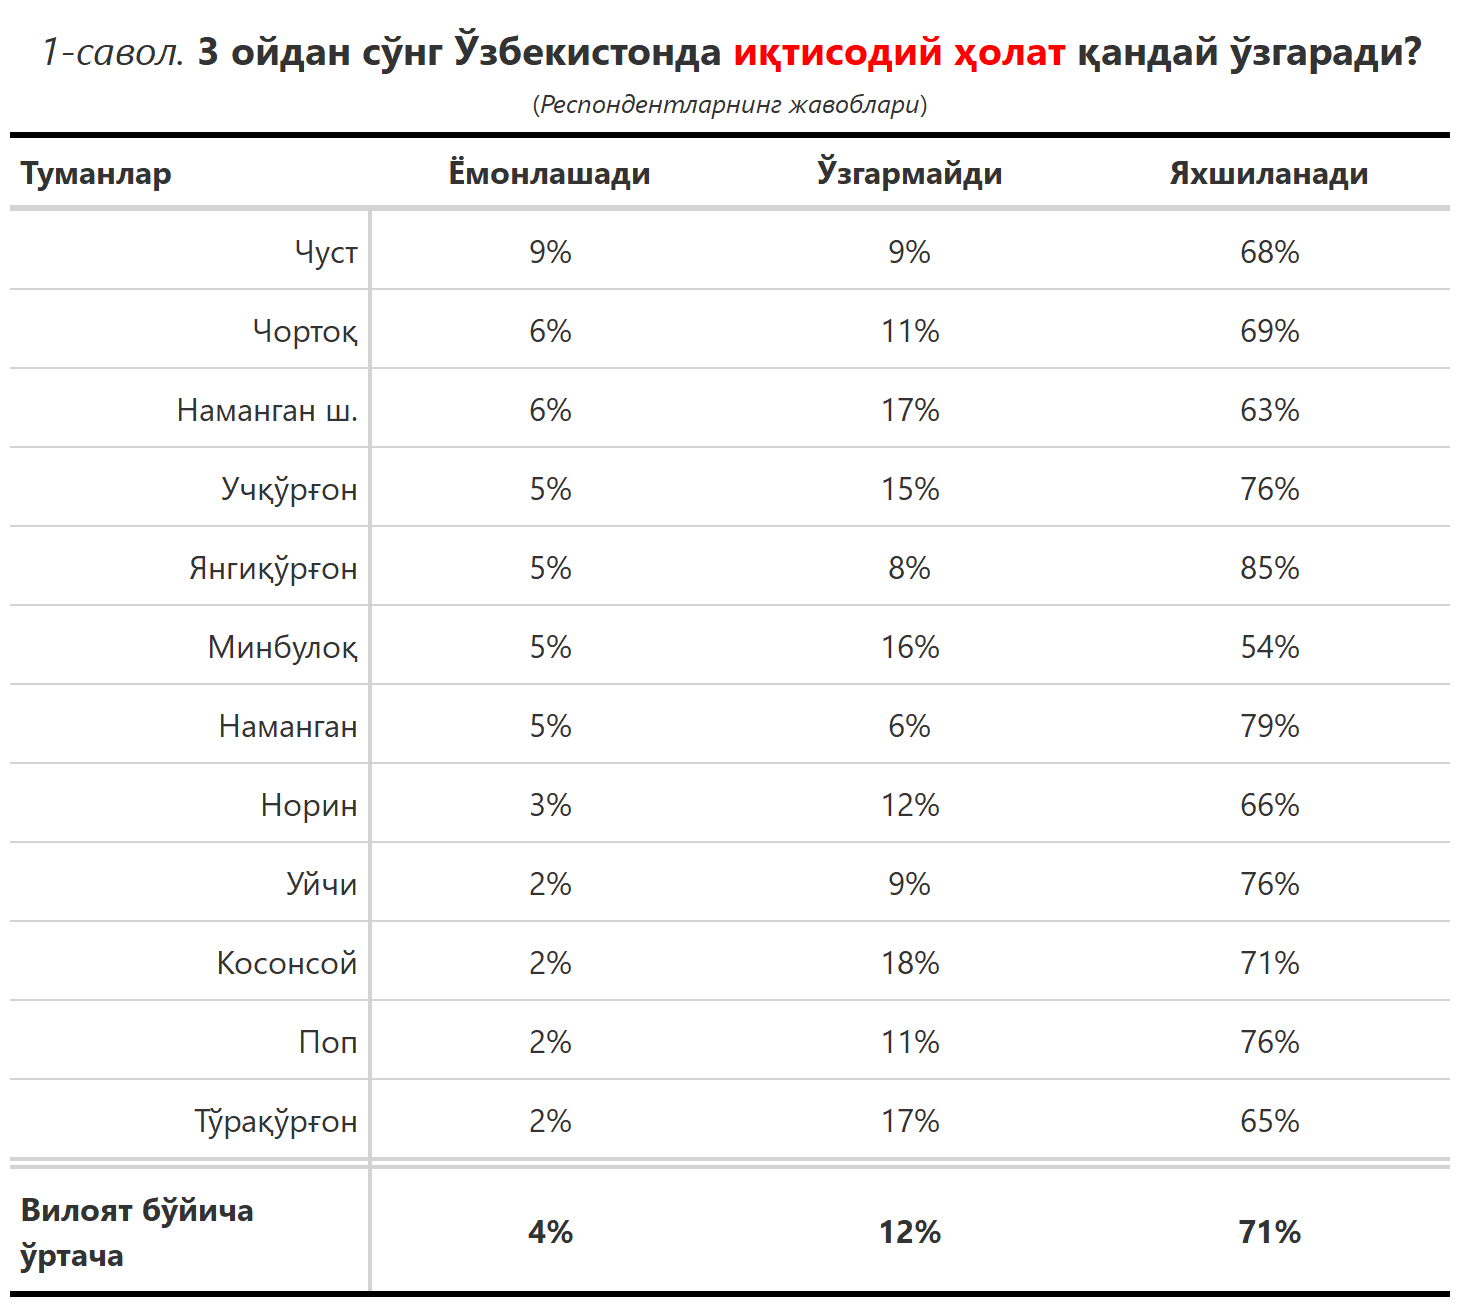 1-савол. 3 ойдан сўнг Ўзбекистонда иқтисодий ҳолат қандай ўзгаради?
(Респондентларнинг жавоблари)
Туманлар Ёмонлашади Ўзгармайди Яхшиланади
Чуст 9% 9% 68%
Чортоқ 6% 11% 69%
Наманган ш. 6% 17% 63%
Учқўрғон 5% 15% 76%
Янгиқўрғон 5% 8% 85%
Минбулоқ 5% 16% 54%
Наманган 5% 6% 79%
Норин 3% 12% 66%
Уйчи 2% 9% 76%
Косонсой 2% 18% 71%
Поп 2% 11% 76%
Тўрақўрғон 2% 17% 65%
Вилоят бўйича
ўртача 4% 12% 71%